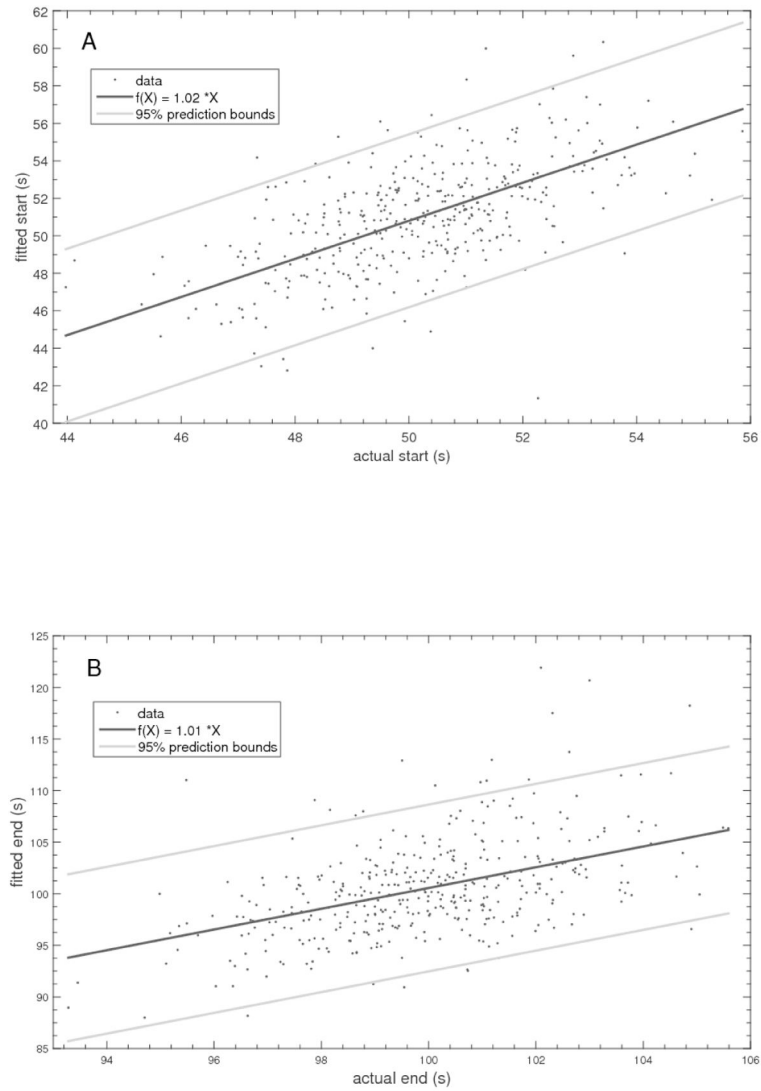 A
data
f(X) = 1.02 *X
95% prediction bounds
62
60
58
56
54
52
50
48
46
44
42
40
fitted start (s)
44 46 48 50 52 54 56
actual start (s)
B
data
f(X) = 1.01 *X
95% prediction bounds
125
120
115
110
105
100
95
90
85
fitted end (s)
94 96 98 100 102 104 106
actual end (s)